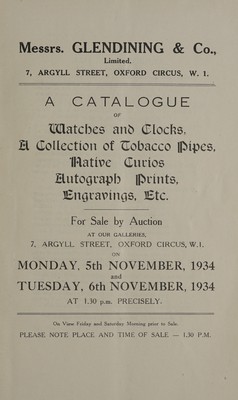 Messrs. GLENDINING & Co.,
Limited.
7, ARGYLL STREET, OXFORD CIRCUS, W. 1.
A CATALOGUE
OF
Watches and Clocks,
A Collection of Tobacco Pipes,
Native Curios
Autograph Prints,
Engravings, Etc.
For Sale by Auction
AT OUR GALLERIES,
7, ARGYLL STREET, OXFORD CIRCUS, W.1.
ON
MONDAY, 5th NOVEMBER, 1934
and
TUESDAY, 6th NOVEMBER, 1934
AT 1.30 p.m. PRECISELY.
On View Friday and Saturday Morning prior to Sale.
PLEASE NOTE PLACE AND TIME OF SALE — 1.30 P.M.